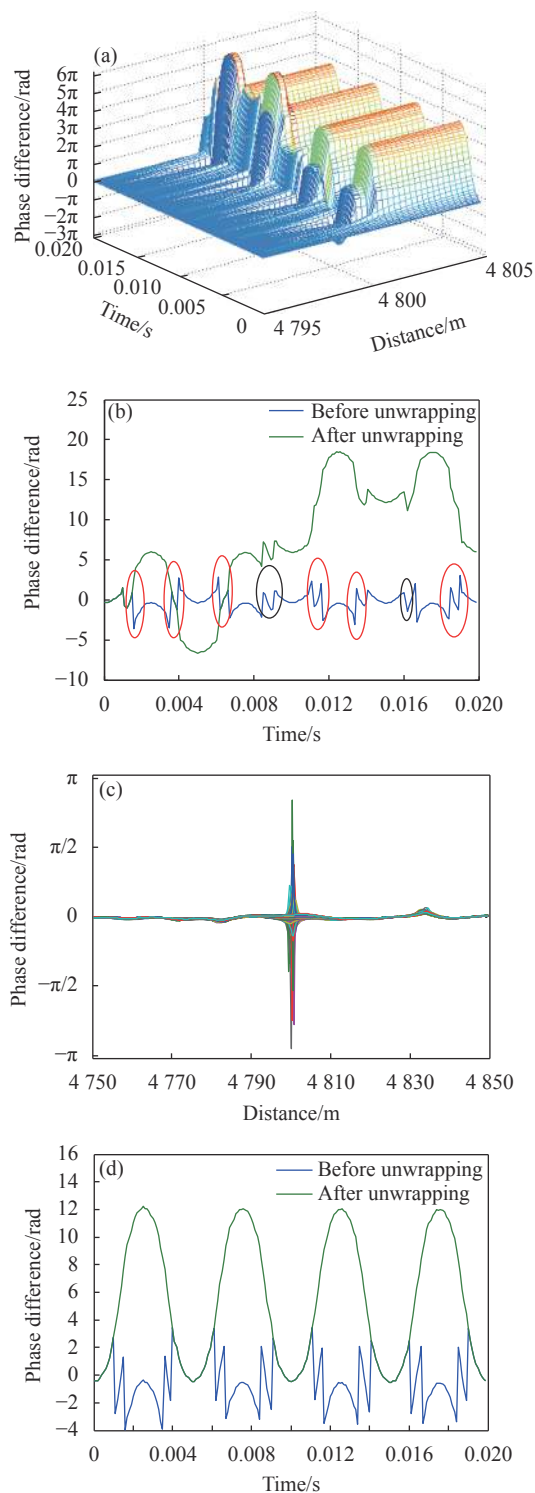 (a)
Phase difference/rad
6π
5π
4π
3π
2π
π
0
−π
−2π
−3π
0.020
0.015
0.010
0.005
0
Time/s
4 795
4 800
4 805
Distance/m
(b)
Before unwrapping
After unwrapping
Phase difference/rad
25
20
15
10
5
0
−5
−10
0
0.004
0.008
0.012
0.016
0.020
Time/s
(c)
Phase difference/rad
π
π/2
0
−π/2
−π
4 750
4 770
4 790
4 810
4 830
4 850
Distance/m
(d)
Before unwrapping
After unwrapping
Phase difference/rad
16
14
12
10
8
6
4
2
0
−2
−4
0
0.004
0.008
0.012
0.016
0.020
Time/s